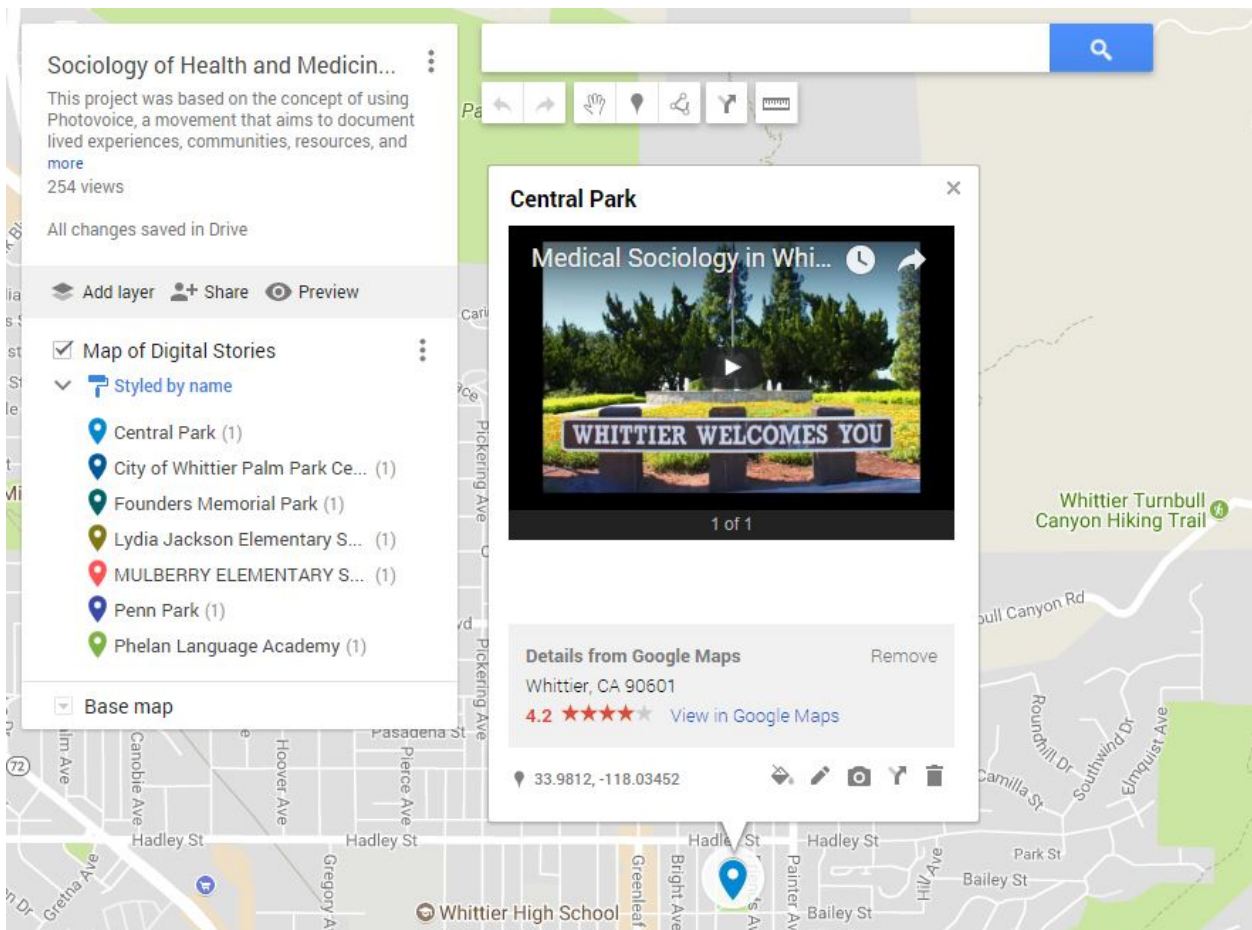 Sociology of Health and Medicin...
This project was based on the concept of using
Photovoice, a movement that aims to document
lived experiences, communities, resources, and
more
254 views
All changes saved in Drive
Add layer Share Preview
Map of Digital Stories
Styled by name
Central Park (1)
City of Whittier Palm Park Ce... (1)
Founders Memorial Park (1)
Lydia Jackson Elementary S... (1)
MULBERRY ELEMENTARY S... (1)
Penn Park (1)
Phelan Language Academy (1)
Base map
Central Park
Medical Sociology in Whi...
WHITTIER WELCOMES YOU
1 of 1
Details from Google Maps Remove
Whittier, CA 90601
4.2 View in Google Maps
33.9812, -118.03452
Whittier Turnbull
Canyon Hiking Trail
Pickering Ave
Pickering Ave
Roundhill Dr
Southwind Dr
Elmquist Ave
Camilla St
Pasadena St
72
Canobie Ave
Hoover Ave
Pierce Ave
Hadley St
Hadley St
Hadley St
Hadley St
Park St
Gretna Ave
Gregory A
Greenleaf
Bright Ave
Painter Av
Hill Ave
Bailey St
Bailey St
Whittier High School